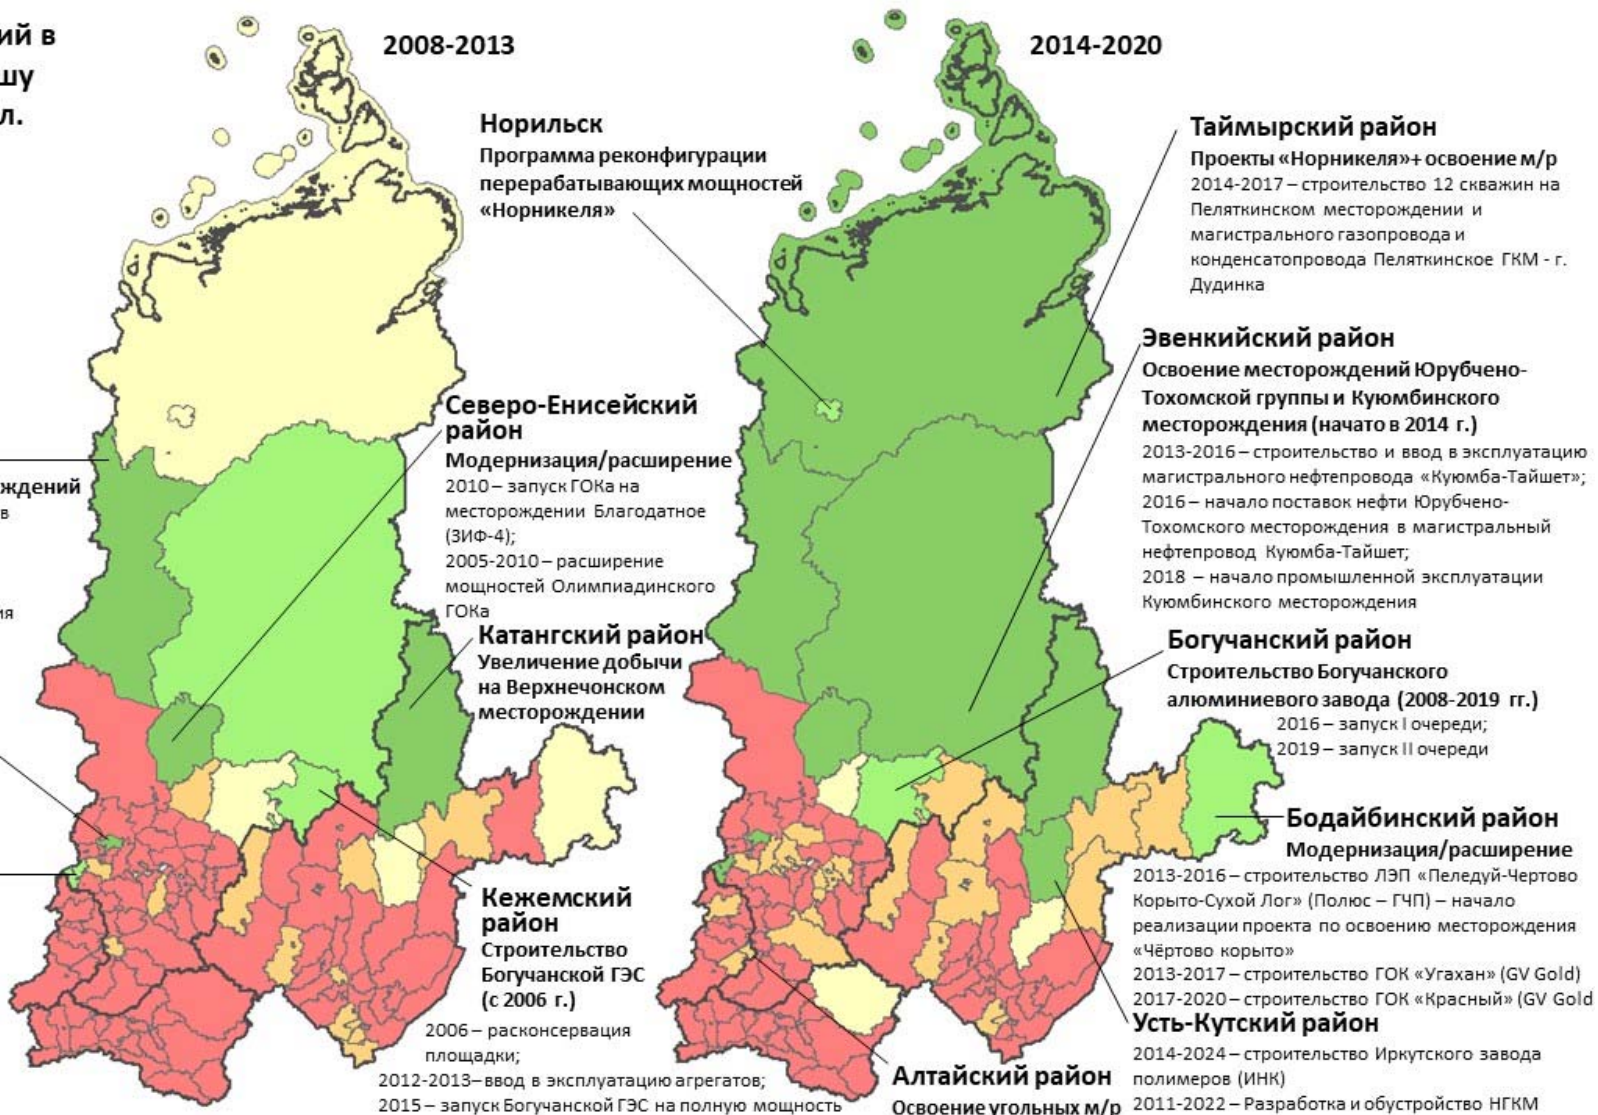 ий в
шу
л.
ждений
в
ия
2008-2013
Норильск
Программа реконфигурации
перерабатывающих мощностей
«Норникеля»
Северо-Енисейский
район
Модернизация/расширение
2010 – запуск ГОКа на
месторождении Благодатное
(ЗИФ-4);
2005-2010 – расширение
мощностей Олимпиадинского
ГОКа
Катангский район
Увеличение добычи
на Верхнечонском
месторождении
Кежемский
район
Строительство
Богучанской ГЭС
(с 2006 г.)
2006 – расконсервация
площадки;
2012-2013– ввод в эксплуатацию агрегатов;
2015 – запуск Богучанской ГЭС на полную мощность
2014-2020
Таймырский район
Проекты «Норникеля»+ освоение м/р
2014-2017 – строительство 12 скважин на
Пеляткинском месторождении и
магистрального газопровода и
конденсатопровода Пеляткинское ГКМ - г.
Дудинка
Эвенкийский район
Освоение месторождений Юрубчено-
Тохомской группы и Куюмбинского
месторождения (начато в 2014 г.)
2013-2016 – строительство и ввод в эксплуатацию
магистрального нефтепровода «Куюмба-Тайшет»;
2016 – начало поставок нефти Юрубчено-
Тохомского месторождения в магистральный
нефтепровод Куюмба-Тайшет;
2018 – начало промышленной эксплуатации
Куюмбинского месторождения
Богучанский район
Строительство Богучанского
алюминиевого завода (2008-2019 гг.)
2016 – запуск I очереди;
2019 – запуск II очереди
Бодайбинский район
Модернизация/расширение
2013-2016 – строительство ЛЭП «Пеледуй-Чертово
Корыто-Сухой Лог» (Полюс – ГЧП) – начало
реализации проекта по освоению месторождения
«Чёртово корыто»
2013-2017 – строительство ГОК «Угахан» (GV Gold)
2017-2020 – строительство ГОК «Красный» (GV Gold
Усть-Кутский район
2014-2024 – строительство Иркутского завода
полимеров (ИНК)
2011-2022 – Разработка и обустройство НГКМ
Алтайский район
Освоение угольных м/р